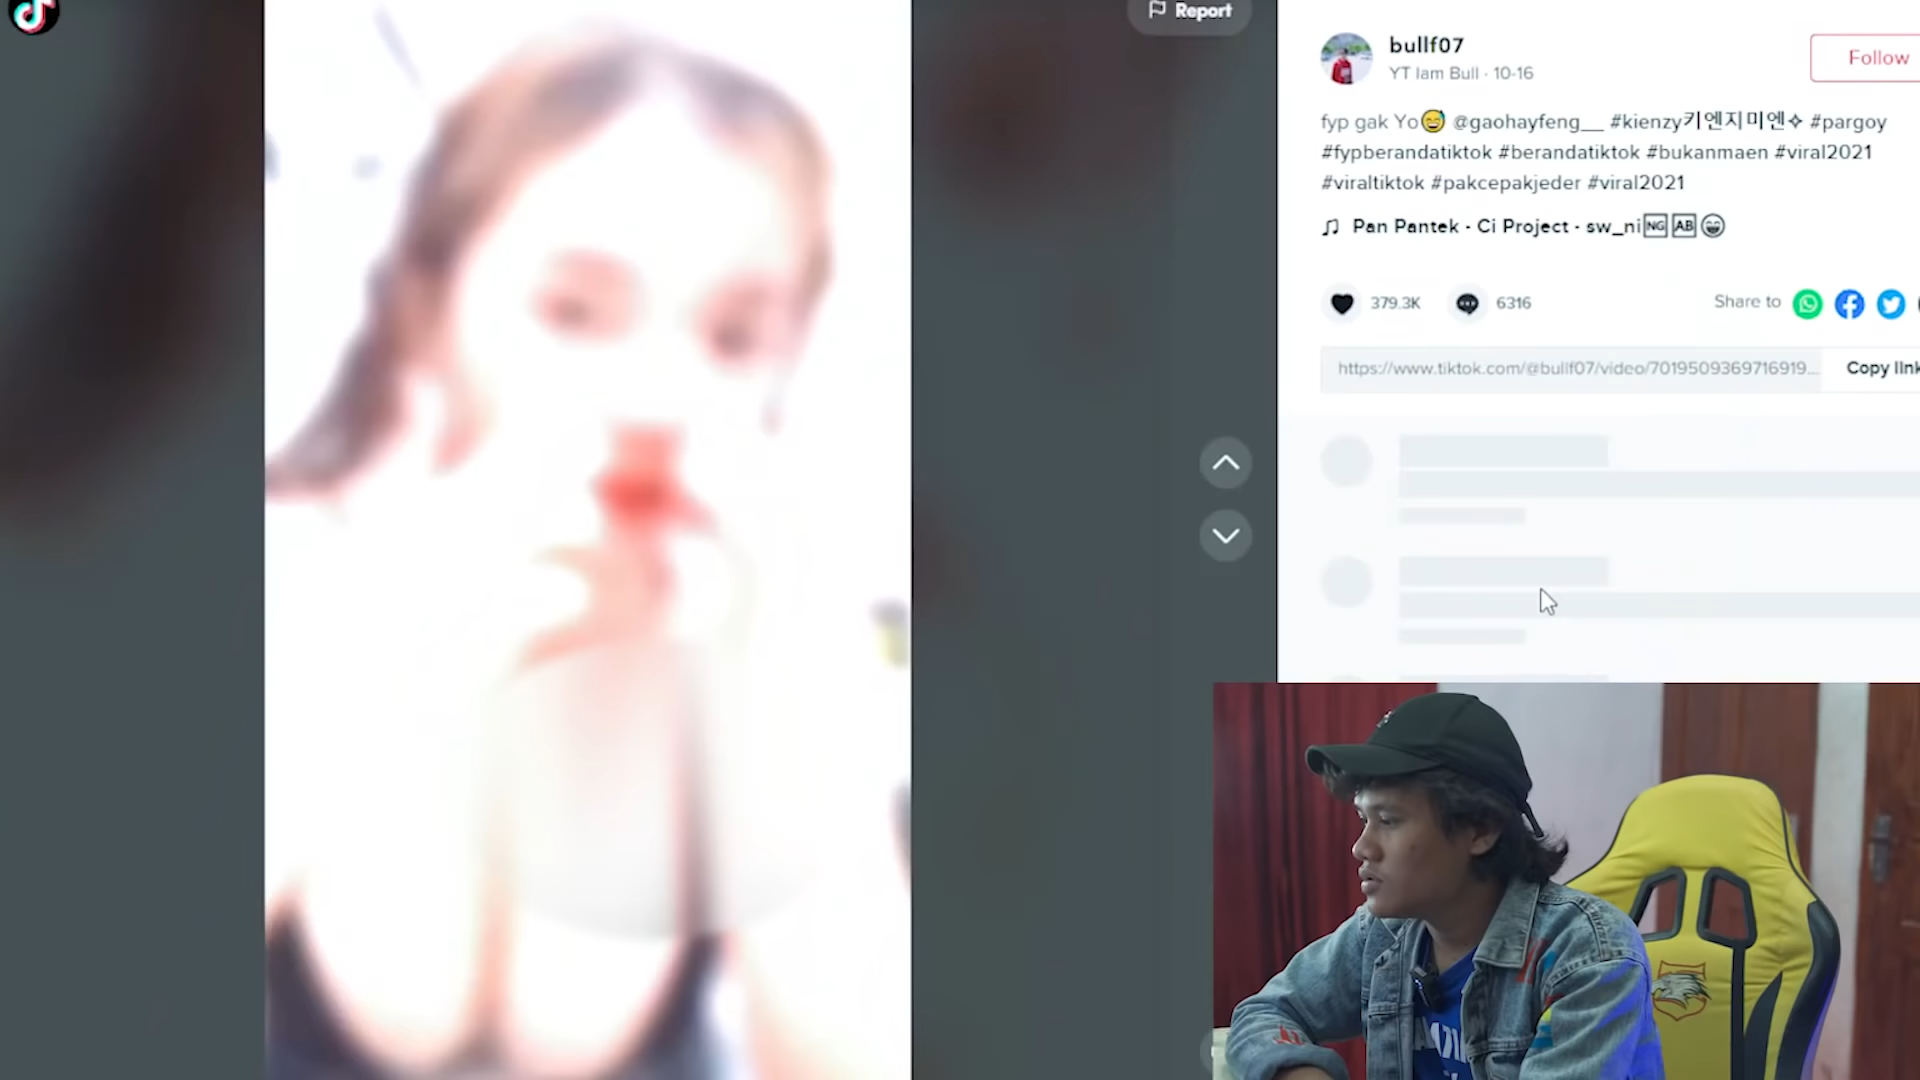 Report
bullf07
YT Iam Bull · 10-16
Follow
fyp gak Yo😅 @gaohayfeng__ #kienzy키엔지미엔✧ #pargoy
#fypberandatiktok #berandatiktok #bukanmaen #viral2021
#viraltiktok #pakcepakjeder #viral2021
♫ Pan Pantek - Ci Project - sw_ni🆖🆎😁
379.3K
6316
Share to
https://www.tiktok.com/@bullf07/video/7019509369716919...
Copy link